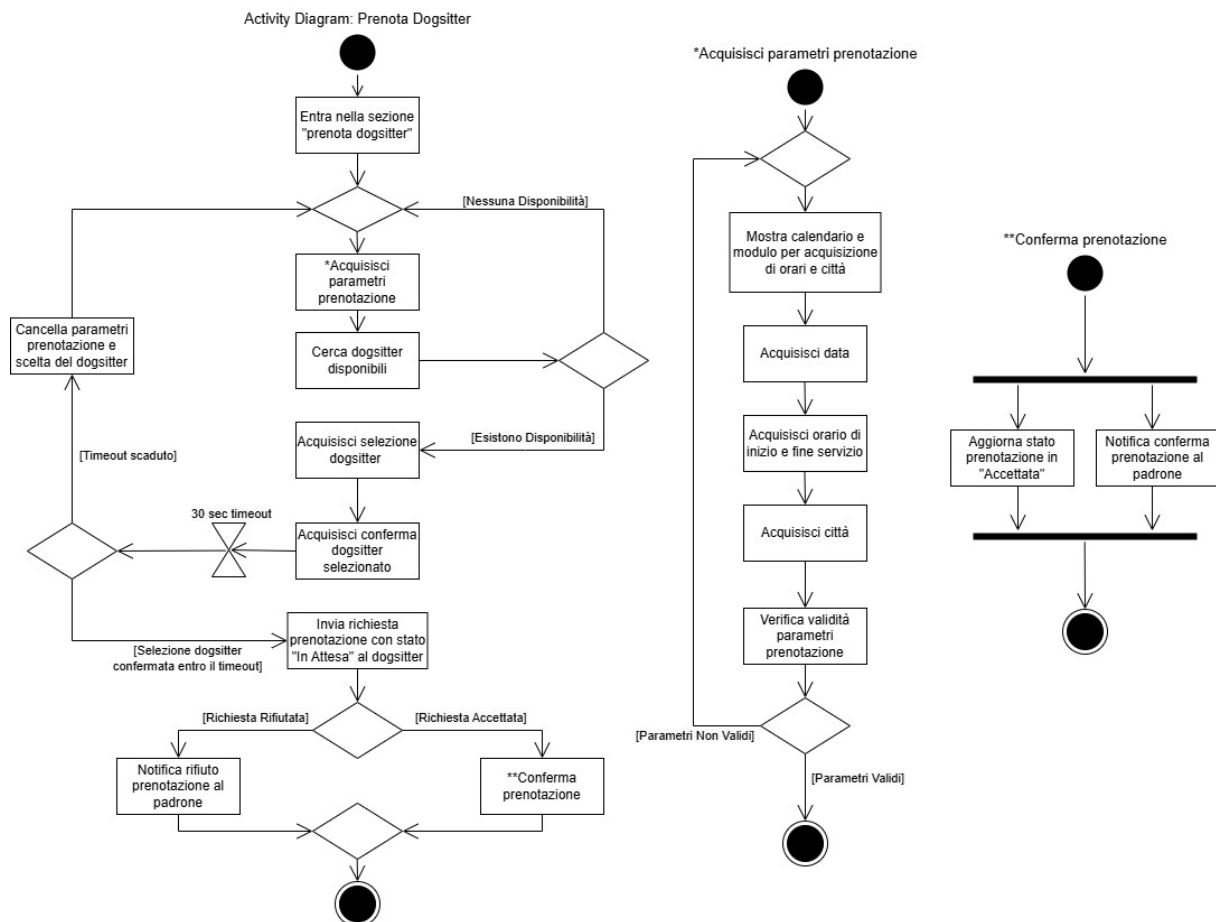 Activity Diagram: Prenota Dogsitter
Entra nella sezione
"prenota dogsitter"
[Nessuna Disponibilità]
*Acquisisci
parametri
prenotazione
Cancella parametri
prenotazione e
scelta del dogsitter
Cerca dogsitter
disponibili
Acquisisci selezione
dogsitter
[Esistono Disponibilità]
[Timeout scaduto]
30 sec timeout
Acquisisci conferma
dogsitter
selezionato
Invia richiesta
prenotazione con stato
"In Attesa" al dogsitter
[Selezione dogsitter
confermata entro il timeout]
[Richiesta Rifiutata]
[Richiesta Accettata]
Notifica rifiuto
prenotazione al
padrone
**Conferma
prenotazione
*Acquisisci parametri prenotazione
Mostra calendario e
modulo per acquisizione
di orari e città
Acquisisci data
Acquisisci orario di
inizio e fine servizio
Acquisisci città
Verifica validità
parametri
prenotazione
[Parametri Non Validi]
[Parametri Validi]
**Conferma prenotazione
Aggiorna stato
prenotazione in
"Accettata"
Notifica conferma
prenotazione al
padrone